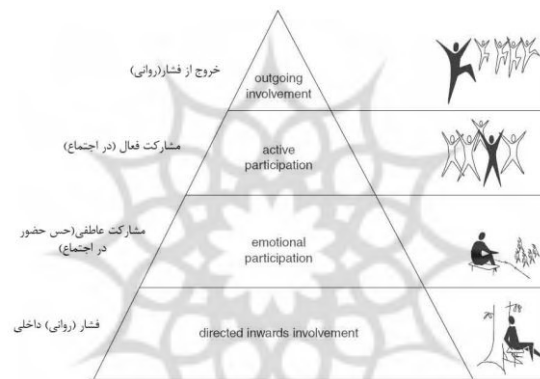 خروج از فشار(روانی)
outgoing
involvement
مشارکت فعال (در اجتماع)
active
participation
مشارکت عاطفی(حس حضور
در اجتماع)
emotional
participation
فشار (روانی) داخلی
directed inwards involvement